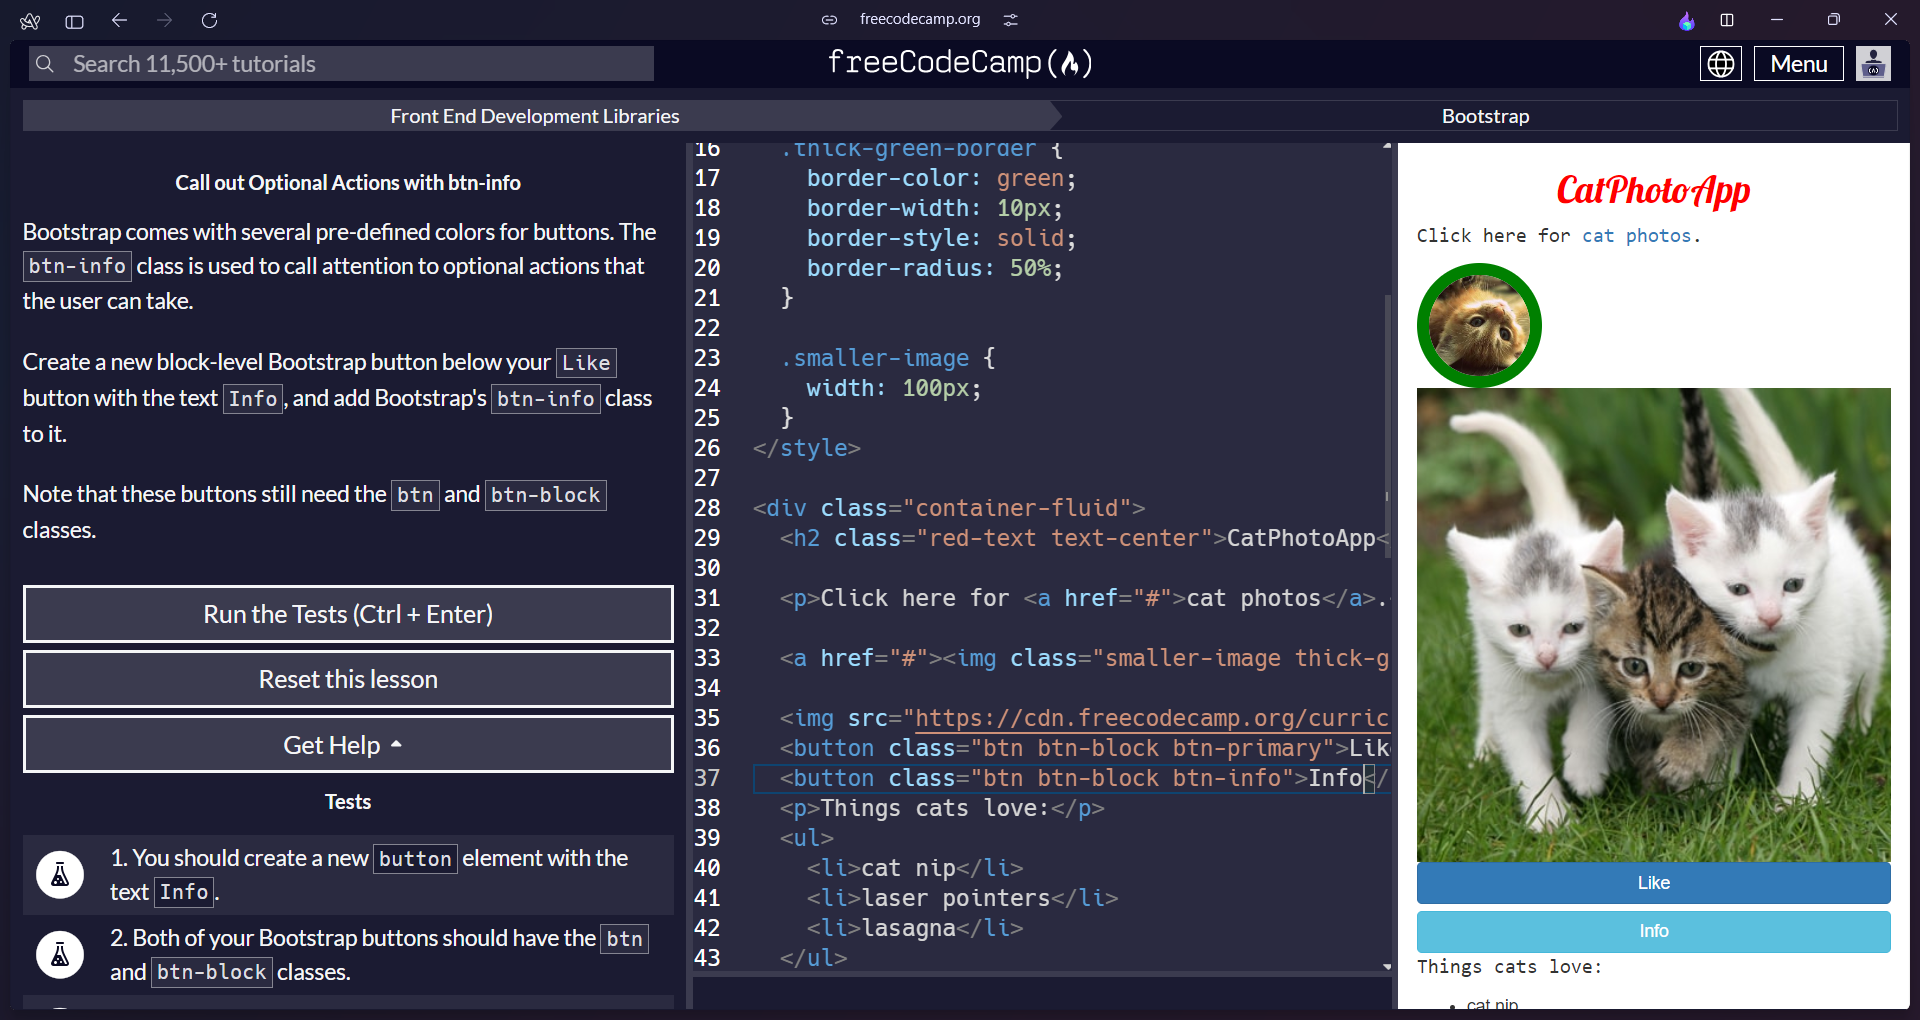 freecodecamp.org
Search 11,500+ tutorials
freeCodeCamp
Menu
Front End Development Libraries
Bootstrap
Call out Optional Actions with btn-info
Bootstrap comes with several pre-defined colors for buttons. The
btn-info class is used to call attention to optional actions that
the user can take.
Create a new block-level Bootstrap button below your Like
button with the text Info, and add Bootstrap's btn-info class
to it.
Note that these buttons still need the btn and btn-block
classes.
Run the Tests (Ctrl + Enter)
Reset this lesson
Get Help
Tests
1. You should create a new button element with the
text Info.
2. Both of your Bootstrap buttons should have the btn
and btn-block classes.
16 .thick-green-border {
17 border-color: green;
18 border-width: 10px;
19 border-style: solid;
20 border-radius: 50%;
21 }
22
23 .smaller-image {
24 width: 100px;
25 }
26 </style>
27
28 <div class="container-fluid">
29 <h2 class="red-text text-center">CatPhotoApp<
30
31 <p>Click here for <a href="#">cat photos</a>.
32
33 <a href="#"><img class="smaller-image thick-g
34
35 <img src="https://cdn.freecodecamp.org/curric
36 <button class="btn btn-block btn-primary">Lik
37 <button class="btn btn-block btn-info">Info</
38 <p>Things cats love:</p>
39 <ul>
40 <li>cat nip</li>
41 <li>laser pointers</li>
42 <li>lasagna</li>
43 </ul>
CatPhotoApp
Click here for cat photos.
Like
Info
Things cats love:
cat nip